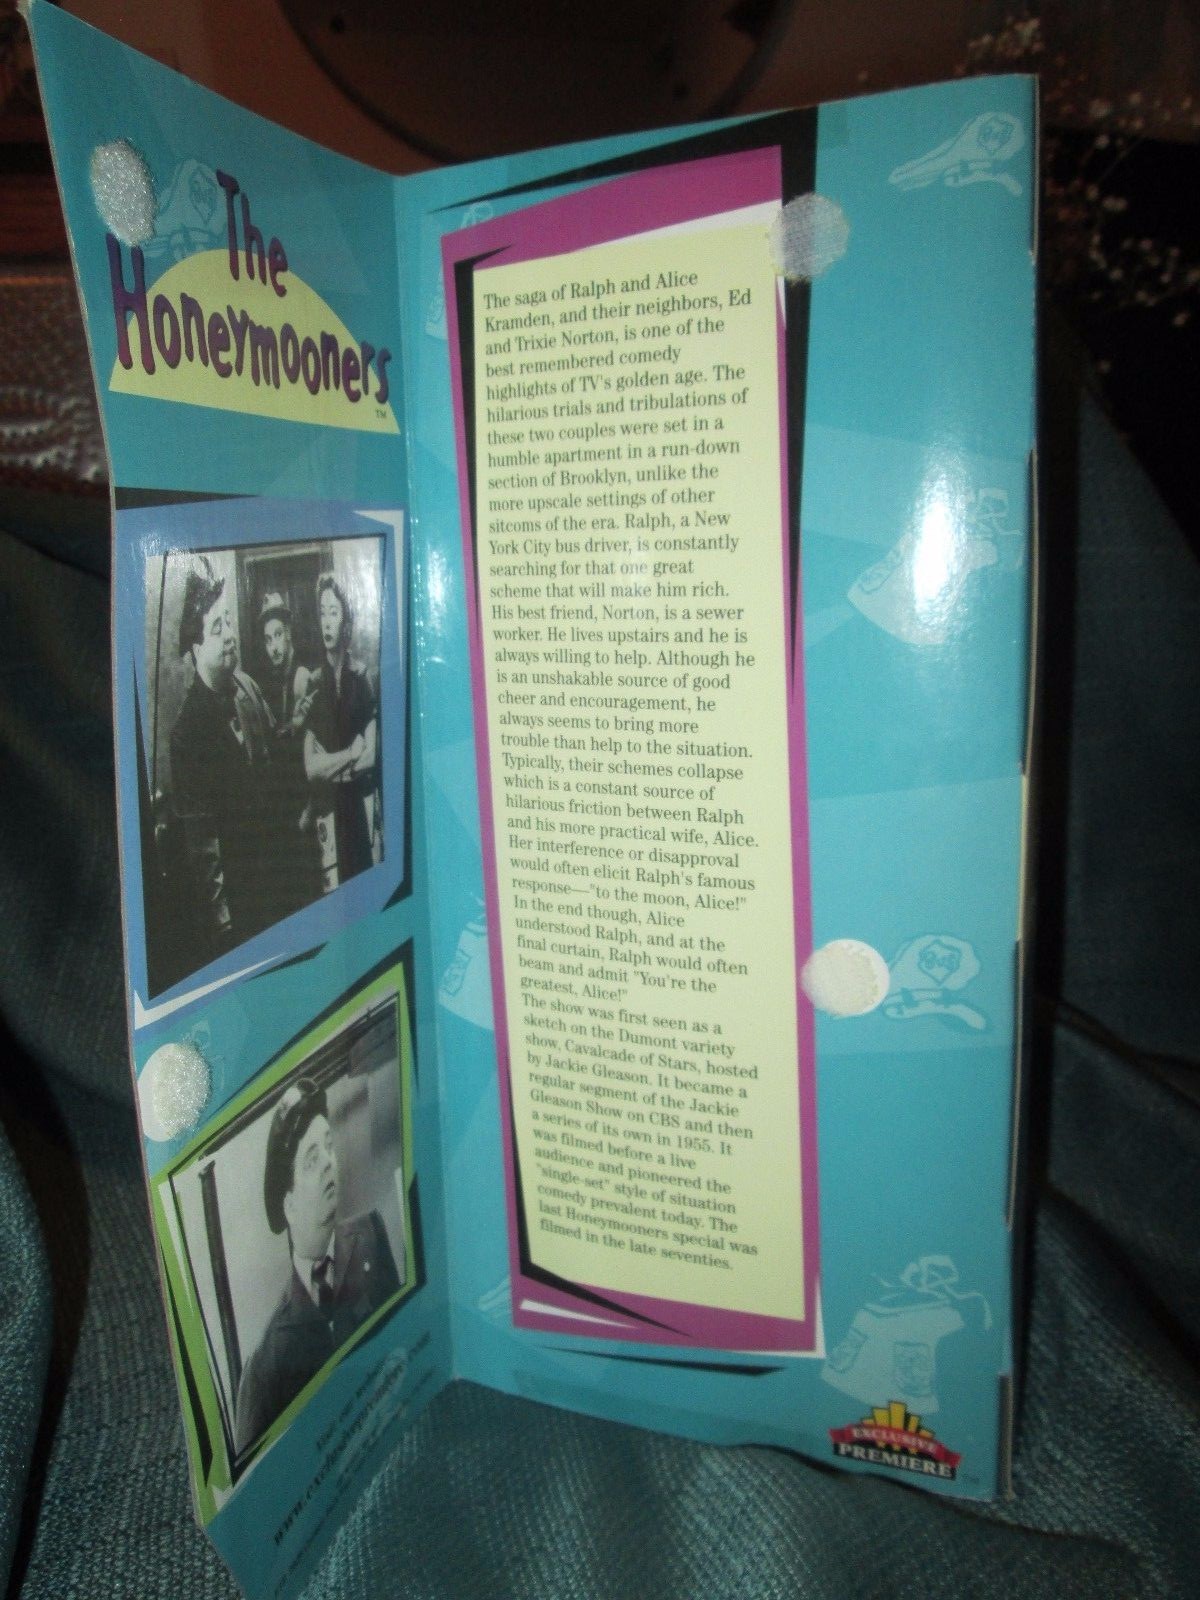 The
Honeymooners
TM
The saga of Ralph and Alice
Kramden, and their neighbors, Ed
and Trixie Norton, is one of the
best remembered comedy
highlights of TV's golden age. The
hilarious trials and tribulations of
these two couples were set in a
humble apartment in a run-down
section of Brooklyn, unlike the
more upscale settings of other
sitcoms of the era. Ralph, a New
York City bus driver, is constantly
searching for that one great
scheme that will make him rich.
His best friend, Norton, is a sewer
worker. He lives upstairs and he is
always willing to help. Although he
is an unshakable source of good
cheer and encouragement, he
always seems to bring more
trouble than help to the situation.
Typically, their schemes collapse
which is a constant source of
hilarious friction between Ralph
and his more practical wife, Alice.
Her interference or disapproval
would often elicit Ralph's famous
response—"to the moon, Alice!"
In the end though, Alice
understood Ralph, and at the
final curtain, Ralph would often
beam and admit "You're the
greatest, Alice!"
The show was first seen as a
sketch on the Dumont variety
show, Cavalcade of Stars, hosted
by Jackie Gleason. It became a
regular segment of the Jackie
Gleason Show on CBS and then
a series of its own in 1955. It
was filmed before a live
audience and pioneered the
"single-set" style of situation
comedy prevalent today. The
last Honeymooners special was
filmed in the late seventies.
EXCLUSIVE
PREMIERE